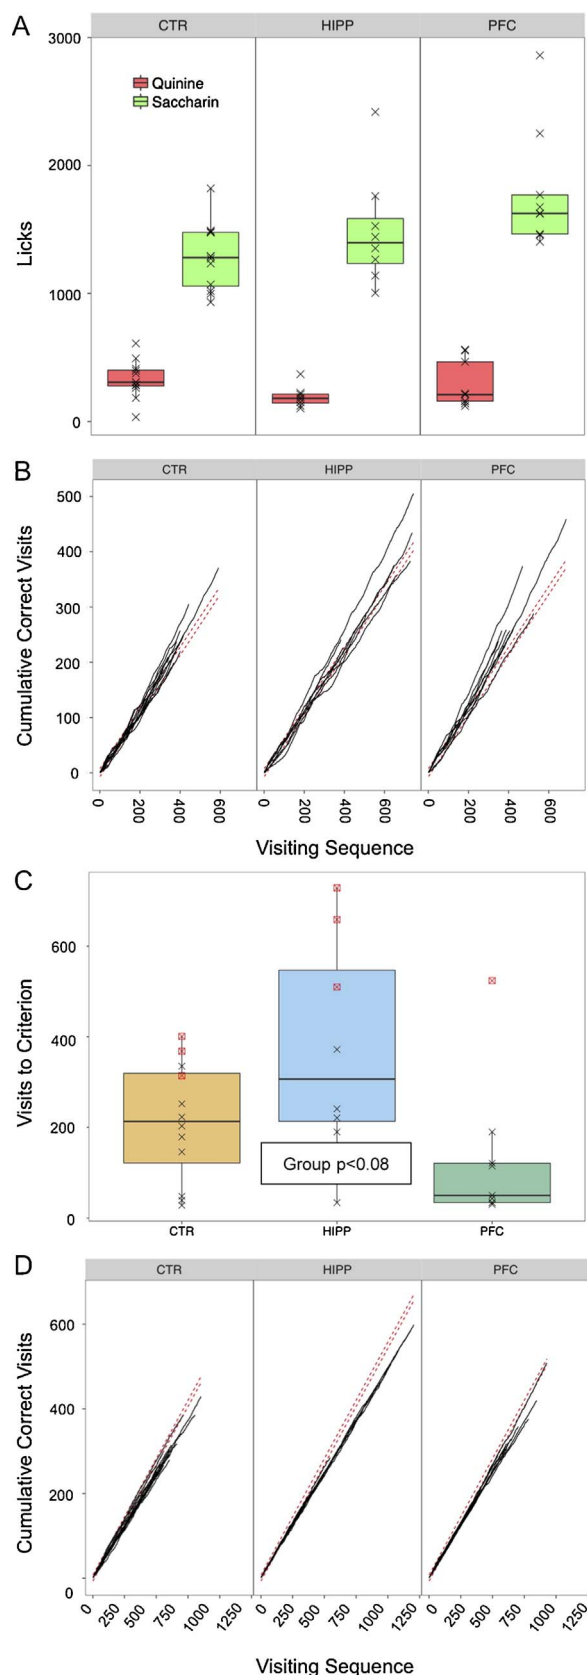 A
CTR HIPP PFC
3000
Quinine
Saccharin
2000
Licks
1000
0
B
CTR HIPP PFC
500
400
300
200
100
0
Cumulative Correct Visits
0 200 400 600 0 200 400 600 0 200 400 600
Visiting Sequence
C
600
400
200
0
Visits to Criterion
Group p<0.08
CTR HIPP PFC
D
CTR HIPP PFC
600
400
200
0
Cumulative Correct Visits
0 250 500 750 1000 1250 0 250 500 750 1000 1250 0 250 500 750 1000 1250
Visiting Sequence